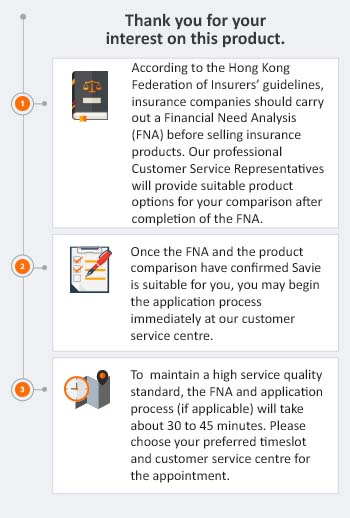 Thank you for your
interest on this product.
1
According to the Hong Kong
Federation of Insurers' guidelines,
insurance companies should carry
out a Financial Need Analysis
(FNA) before selling insurance
products. Our professional
Customer Service Representatives
will provide suitable product
options for your comparison after
completion of the FNA.
2
Once the FNA and the product
comparison have confirmed Savie
is suitable for you, you may begin
the application process
immediately at our customer
service centre.
3
To maintain a high service quality
standard, the FNA and application
process (if applicable) will take
about 30 to 45 minutes. Please
choose your preferred timeslot
and customer service centre for
the appointment.